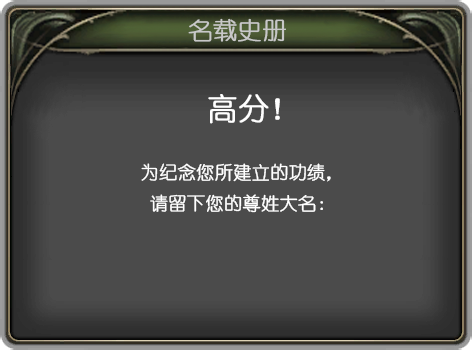 名载史册
高分！
为纪念您所建立的功绩，
请留下您的尊姓大名：